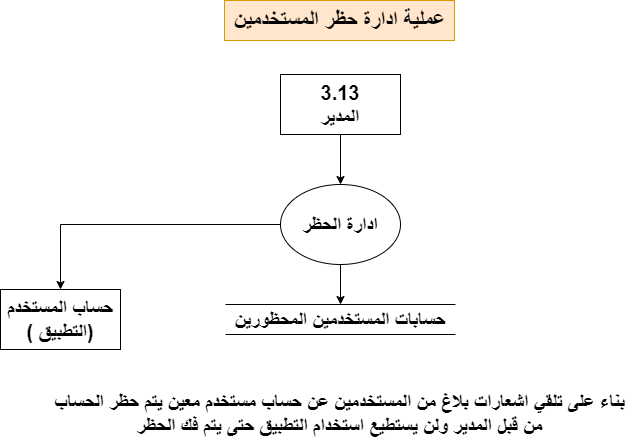 عملية ادارة حظر المستخدمين
3.13
المدير
ادارة الحظر
حساب المستخدم
(التطبيق )
حسابات المستخدمين المحظورين
بناء على تلقي اشعارات بلاغ من المستخدمين عن حساب مستخدم معين يتم حظر الحساب
من قبل المدير ولن يستطيع استخدام التطبيق حتى يتم فك الحظر